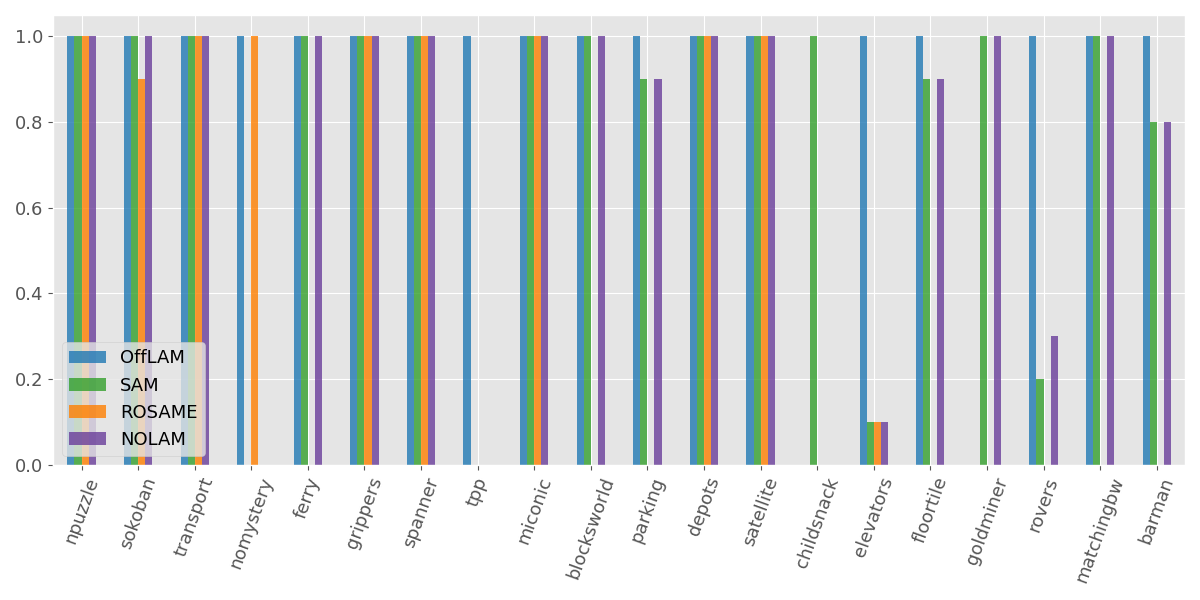 1.0
0.8
0.6
0.4
0.2
0.0
OffLAM
SAM
ROSAME
NOLAM
npuzzle
sokoban
transport
nomystery
ferry
grippers
spanner
tpp
miconic
blocksworld
parking
depots
satellite
childsnack
elevators
floortile
goldminer
rovers
matchingbw
barman